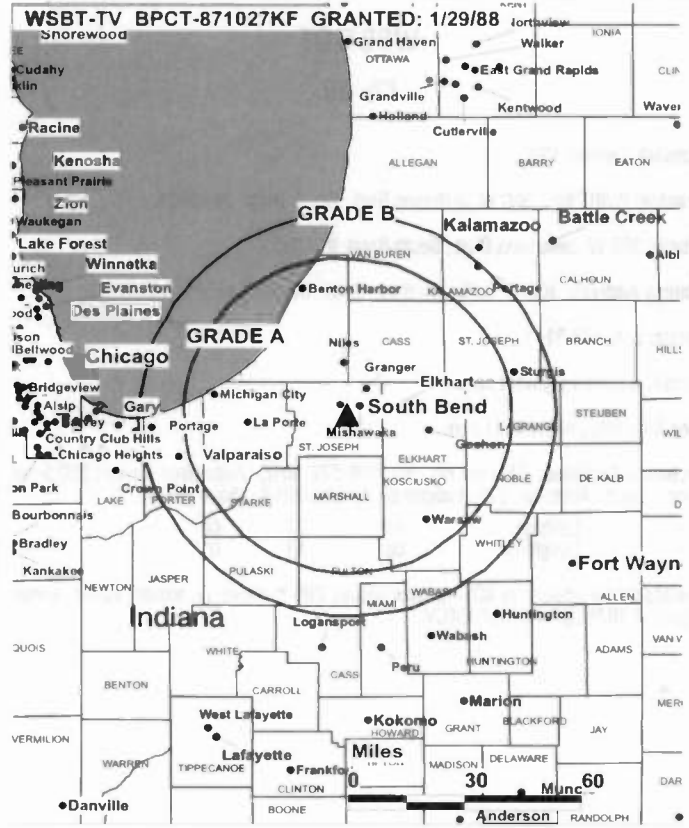 WSBT-TV BPCT-871027KF GRANTED: 1/29/88
Shorewood
Grand Haven
Walker
IONIA
OTTAWA
Cudahy
East Grand Rapids
Grandville
Kentwood
Holland
Racine
Cutlerville
Kenosha
ALLEGAN
BARRY
EATON
Pleasant Prairie
Zion
GRADE B
Waukegan
Kalamazoo
Battle Creek
Lake Forest
VAN BUREN
Winnetka
CALHOUN
Evanston
Benton Harbor
KALAMAZOO
Portage
Des Plaines
GRADE A
Niles
CASS
ST. JOSEPH
BRANCH
Bellwood
Chicago
Granger
Sturgis
Elkhart
Bridgeview
Gary
Michigan City
South Bend
STEUBEN
Alsip
LAGRANGE
Country Club Hills
Portage
La Porte
Mishawaka
Goshen
Chicago Heights
Valparaiso
ST. JOSEPH
ELKHART
KOSCIUSKO
NOBLE
DE KALB
Crown Point
LAKE
PORTER
STARKE
MARSHALL
Bourbonnais
Warsaw
WHITLEY
Bradley
Kankakee
Fort Wayn
NEWTON
JASPER
PULASKI
FULTON
WABASH
ALLEN
MIAMI
Indiana
Huntington
Logansport
Wabash
ADAMS
WHITE
CASS
Peru
HUNTINGTON
BENTON
CARROLL
Marion
West Lafayette
Kokomo
GRANT
BLACKFORD
JAY
HOWARD
VERMILION
Lafayette
Miles
WARREN
TIPPECANOE
Frankfor
MADISON
DELAWARE
CLINTON
0 30 60
Danville
BOONE
Anderson
RANDOLPH